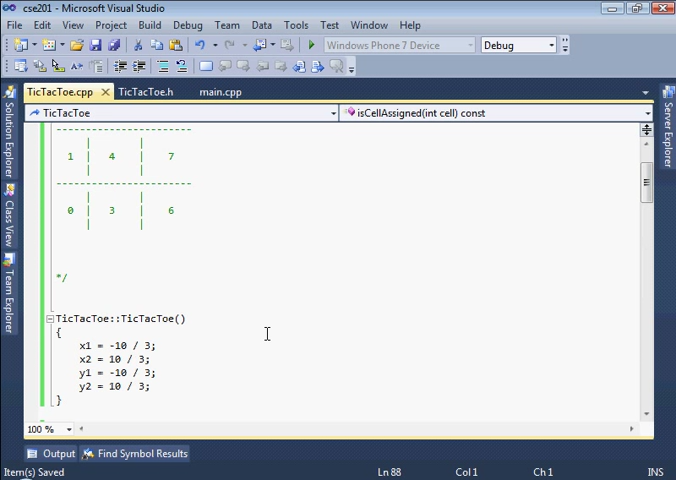 cse201 - Microsoft Visual Studio
File Edit View Project Build Debug Team Data Tools Test Window Help
Windows Phone 7 Device Debug
TicTacToe.cpp TicTacToe.h main.cpp
TicTacToe isCellAssigned(int cell) const
Solution Explorer
Class View
Team Explorer
Server Explorer
-----------------------
| |
1 | 4 | 7
| |
-----------------------
| |
0 | 3 | 6
| |
*/
TicTacToe::TicTacToe()
{
x1 = -10 / 3;
x2 = 10 / 3;
y1 = -10 / 3;
y2 = 10 / 3;
}
100 %
Output Find Symbol Results
Item(s) Saved Ln 88 Col 1 Ch 1 INS